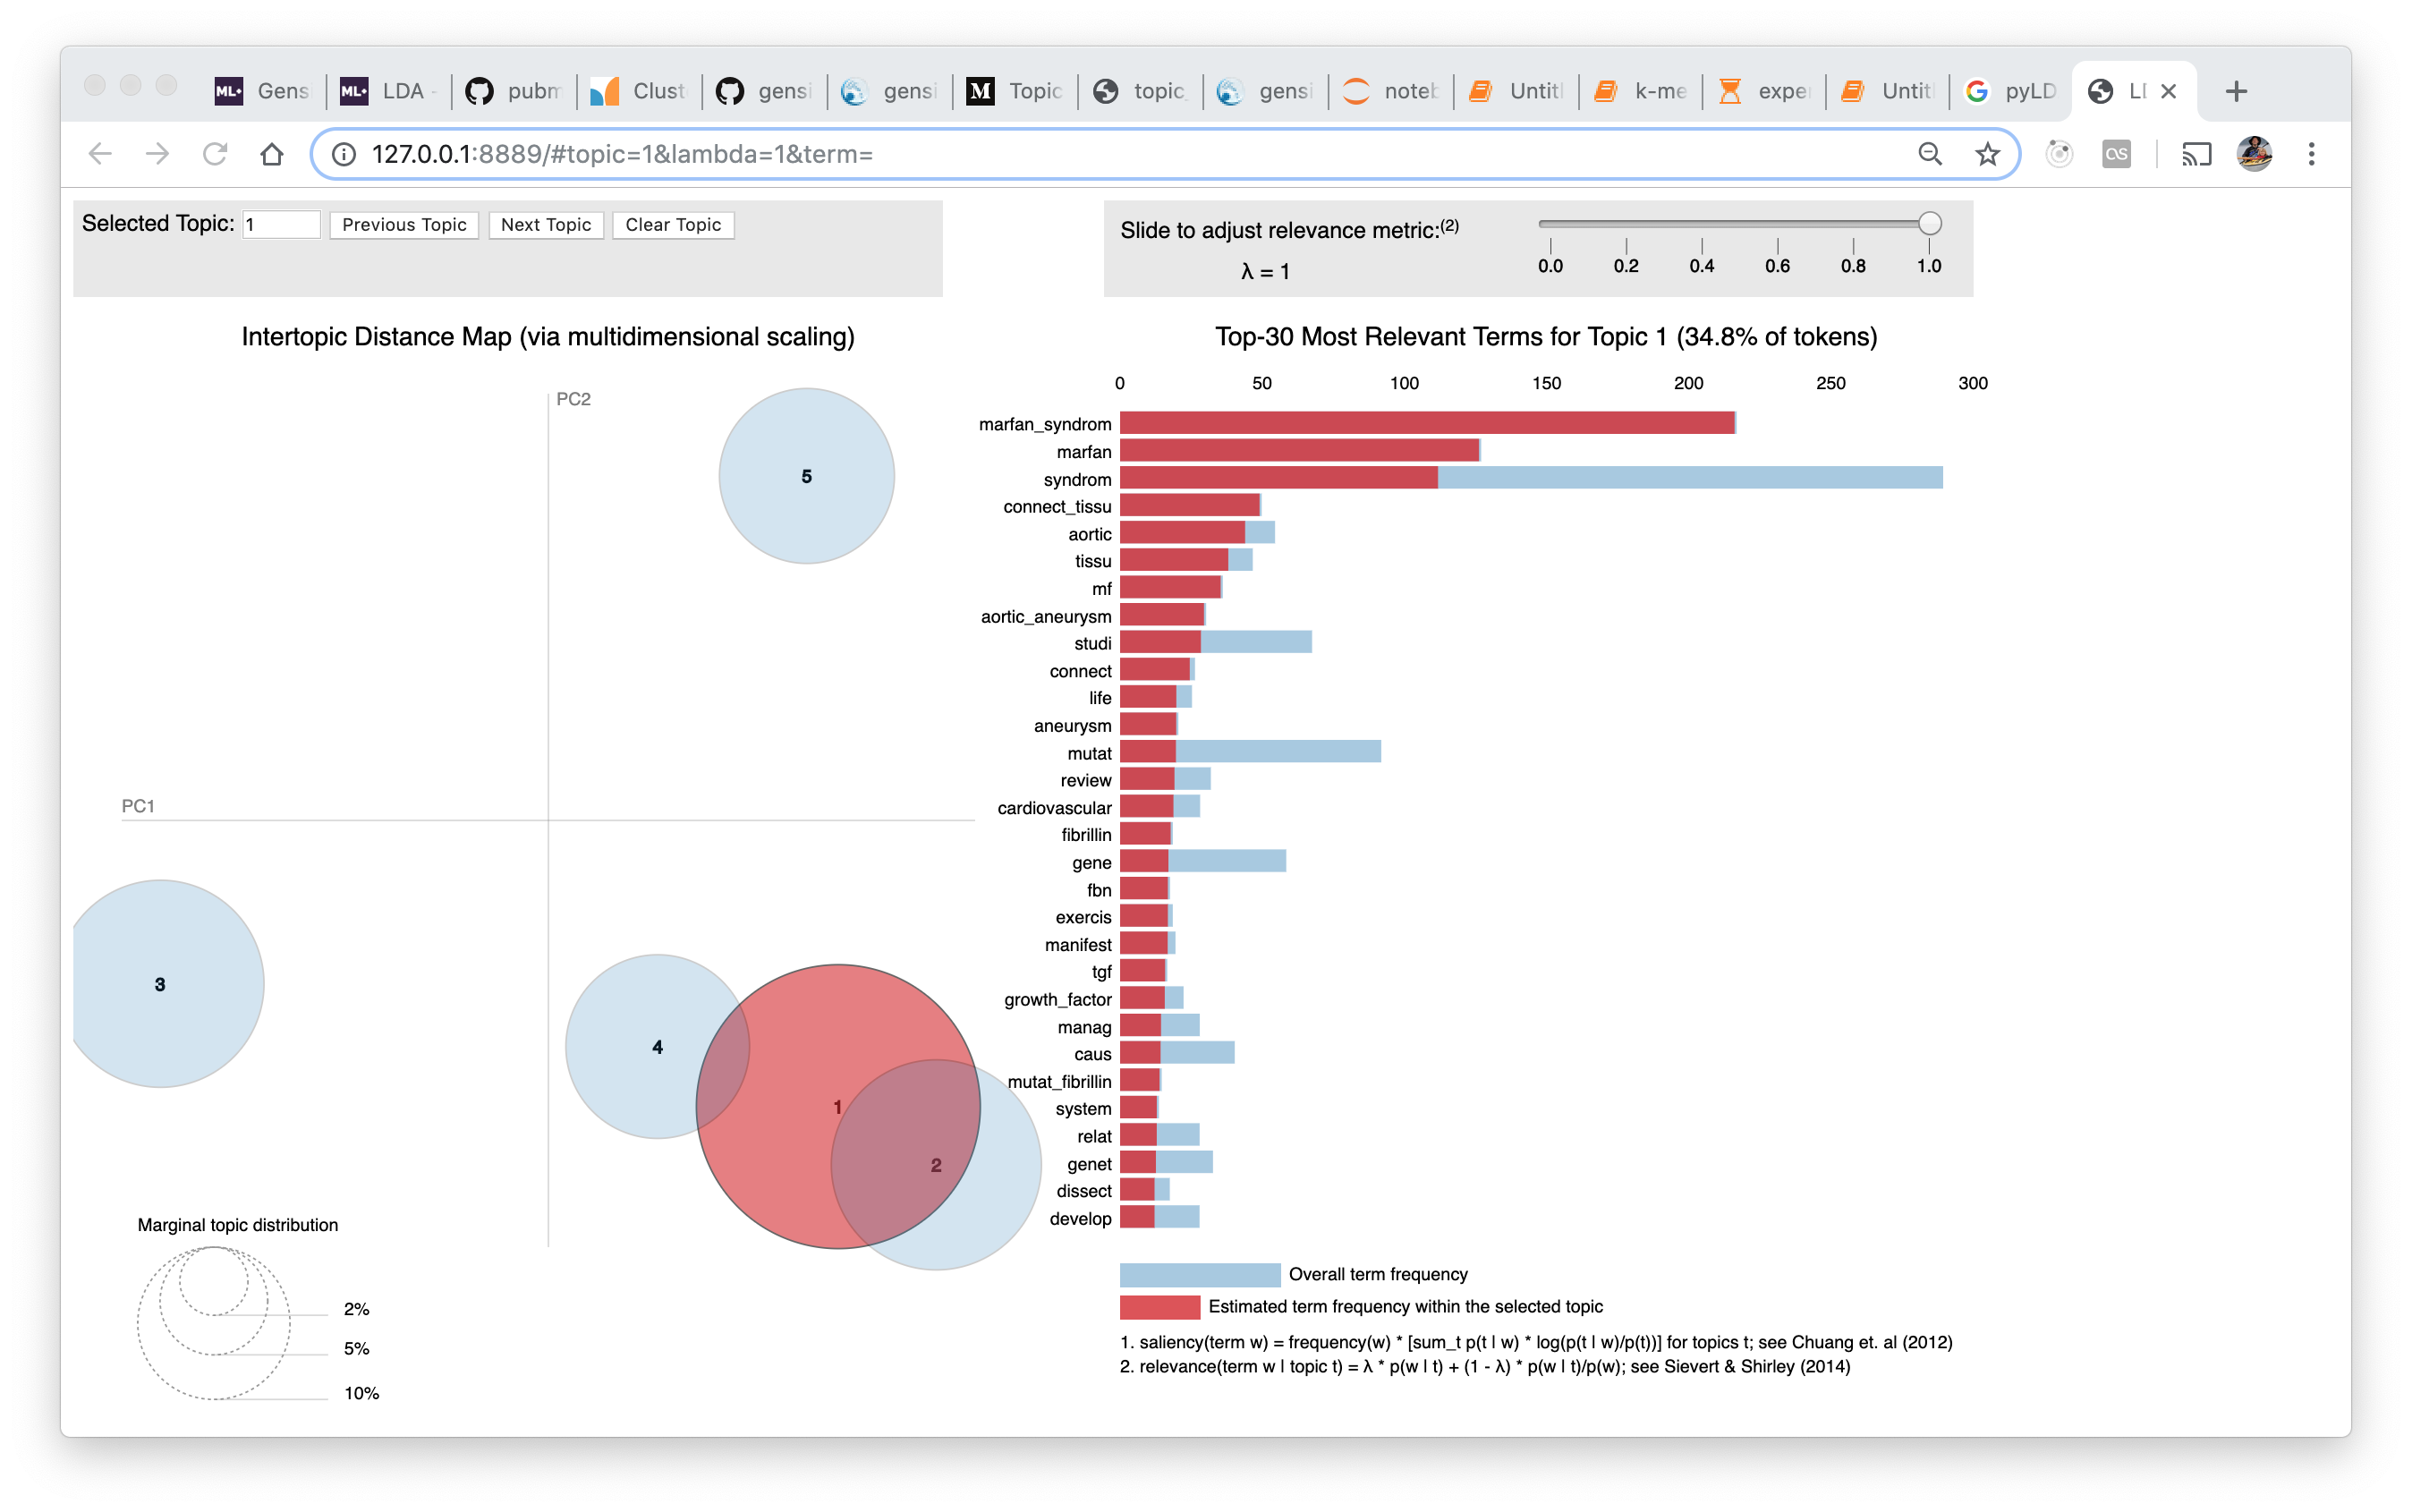 ML+ Gens ML+ LDA - pubm Clust gensi gensi M Topic topic_ gensi noteb Untitl k-me expe Untit G pyLD LD
127.0.0.1:8889/#topic=1&lambda=1&term=
Selected Topic: 1 Previous Topic Next Topic Clear Topic
Slide to adjust relevance metric:(2)
λ = 1
0.0 0.2 0.4 0.6 0.8 1.0
Intertopic Distance Map (via multidimensional scaling)
PC2
PC1
5
3
4
1
2
Marginal topic distribution
2%
5%
10%
Top-30 Most Relevant Terms for Topic 1 (34.8% of tokens)
0 50 100 150 200 250 300
marfan_syndrom
marfan
syndrom
connect_tissu
aortic
tissu
mf
aortic_aneurysm
studi
connect
life
aneurysm
mutat
review
cardiovascular
fibrillin
gene
fbn
exercis
manifest
tgf
growth_factor
manag
caus
mutat_fibrillin
system
relat
genet
dissect
develop
Overall term frequency
Estimated term frequency within the selected topic
1. saliency(term w) = frequency(w) * [sum_t p(t | w) * log(p(t | w)/p(t))] for topics t; see Chuang et. al (2012)
2. relevance(term w | topic t) = λ * p(w | t) + (1 - λ) * p(w | t)/p(w); see Sievert & Shirley (2014)